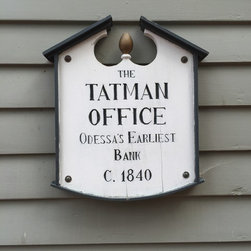 THE
TATMAN
OFFICE
ODESSA'S EARLIEST
BANK
C. 1840